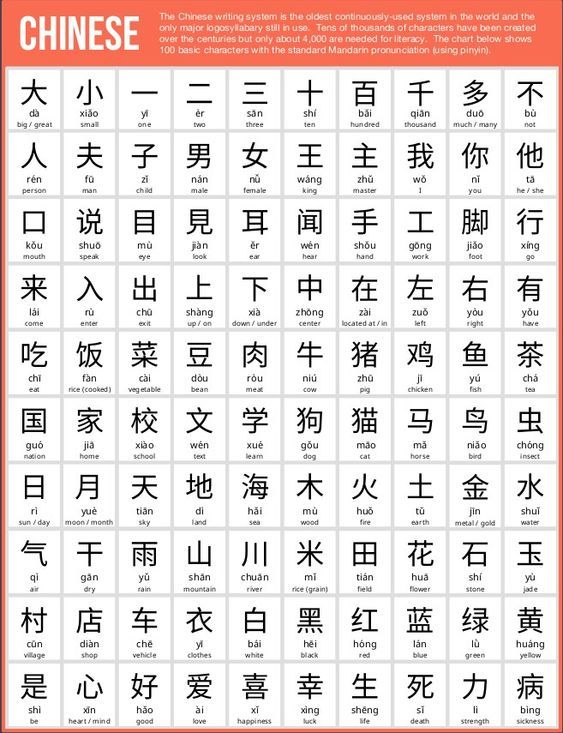 CHINESE
The Chinese writing system is the oldest continuously-used system in the world and the
only major logosyllabary still in use. Tens of thousands of characters have been created
over the centuries but only about 4,000 are needed for literacy. The chart below shows
100 basic characters with the standard Mandarin pronunciation (using pinyin).
大 小 一 二 三 十 百 千 多 不
dà xiǎo yī èr sān shí bǎi qiān duō bù
big / great small one two three ten hundred thousand much / many not
人 夫 子 男 女 王 主 我 你 他
rén fū zǐ nán nǚ wáng zhǔ wǒ nǐ tā
person man child male female king master I you he / she
口 说 目 見 耳 闻 手 工 脚 行
kǒu shuō mù jiàn ěr wén shǒu gōng jiǎo xíng
mouth speak eye look ear hear hand work foot go
来 入 出 上 下 中 在 左 右 有
lái rù chū shàng xià zhōng zài zuǒ yòu yǒu
come enter exit up / on down / under center located at / in left right have
吃 饭 菜 豆 肉 牛 猪 鸡 鱼 茶
chī fàn cài dòu ròu niú zhū jī yú chá
eat rice (cooked) vegetable bean meat cow pig chicken fish tea
国 家 校 文 学 狗 猫 马 鸟 虫
guó jiā xiào wén xué gǒu māo mǎ niǎo chóng
nation home school text learn dog cat horse bird insect
日 月 天 地 海 木 火 土 金 水
rì yuè tiān dì hǎi mù huǒ tǔ jīn shuǐ
sun / day moon / month sky land sea wood fire earth metal / gold water
气 干 雨 山 川 米 田 花 石 玉
qì gān yǔ shān chuān mǐ tián huā shí yù
air dry rain mountain river rice (grain) field flower stone jade
村 店 车 衣 白 黑 红 蓝 绿 黄
cūn diàn chē yī bái hēi hóng lán lǜ huáng
village shop vehicle clothes white black red blue green yellow
是 心 好 爱 喜 幸 生 死 力 病
shì xīn hǎo ài xǐ xìng shēng sǐ lì bìng
be heart / mind good love happiness luck life death strength sickness